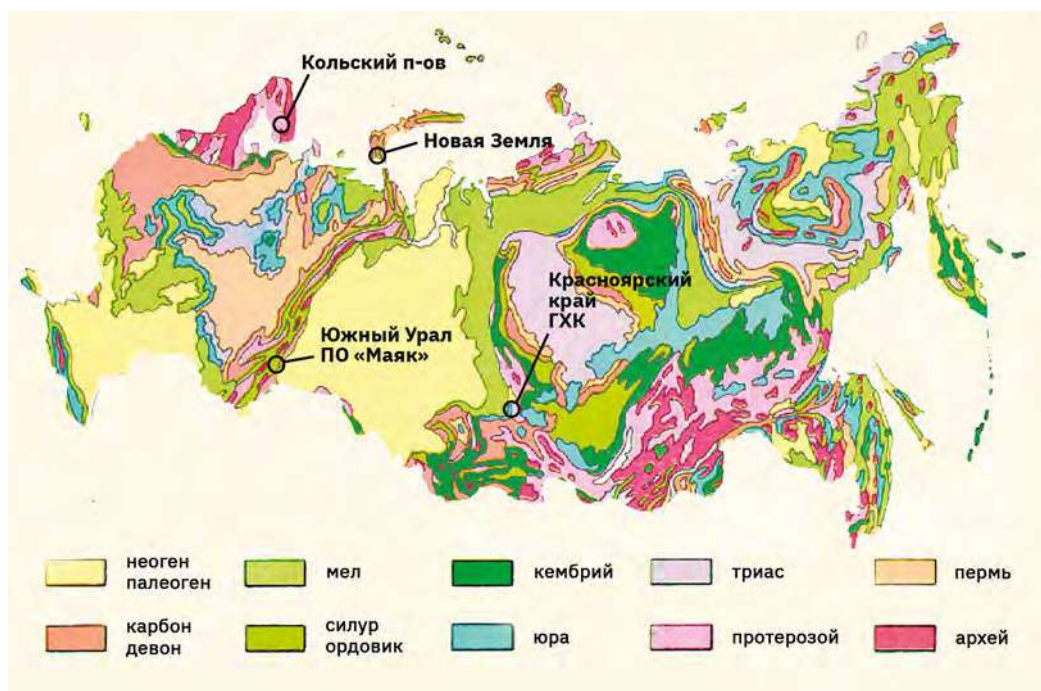 Кольский п-ов
Новая Земля
Красноярский
край
ГХК
Южный Урал
ПО «Маяк»
неоген
палеоген
мел
кембрий
триас
пермь
карбон
девон
силур
ордовик
юра
протерозой
архей